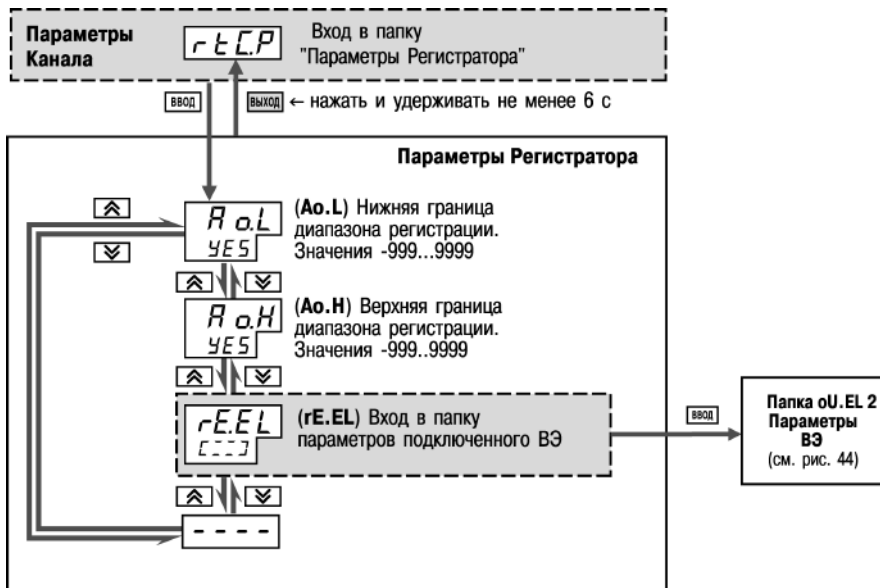 Параметры
Канала
rtC.P
Вход в папку
"Параметры Регистратора"
ввод
выход ← нажать и удерживать не менее 6 с
Параметры Регистратора
Ao.L
YES
(Ao.L) Нижняя граница
диапазона регистрации.
Значения -999...9999
Ao.H
YES
(Ao.H) Верхняя граница
диапазона регистрации.
Значения -999..9999
rE.EL
[---]
(rE.EL) Вход в папку
параметров подключенного ВЭ
ввод
Папка oU.EL 2
Параметры
ВЭ
(см. рис. 44)
- - - -